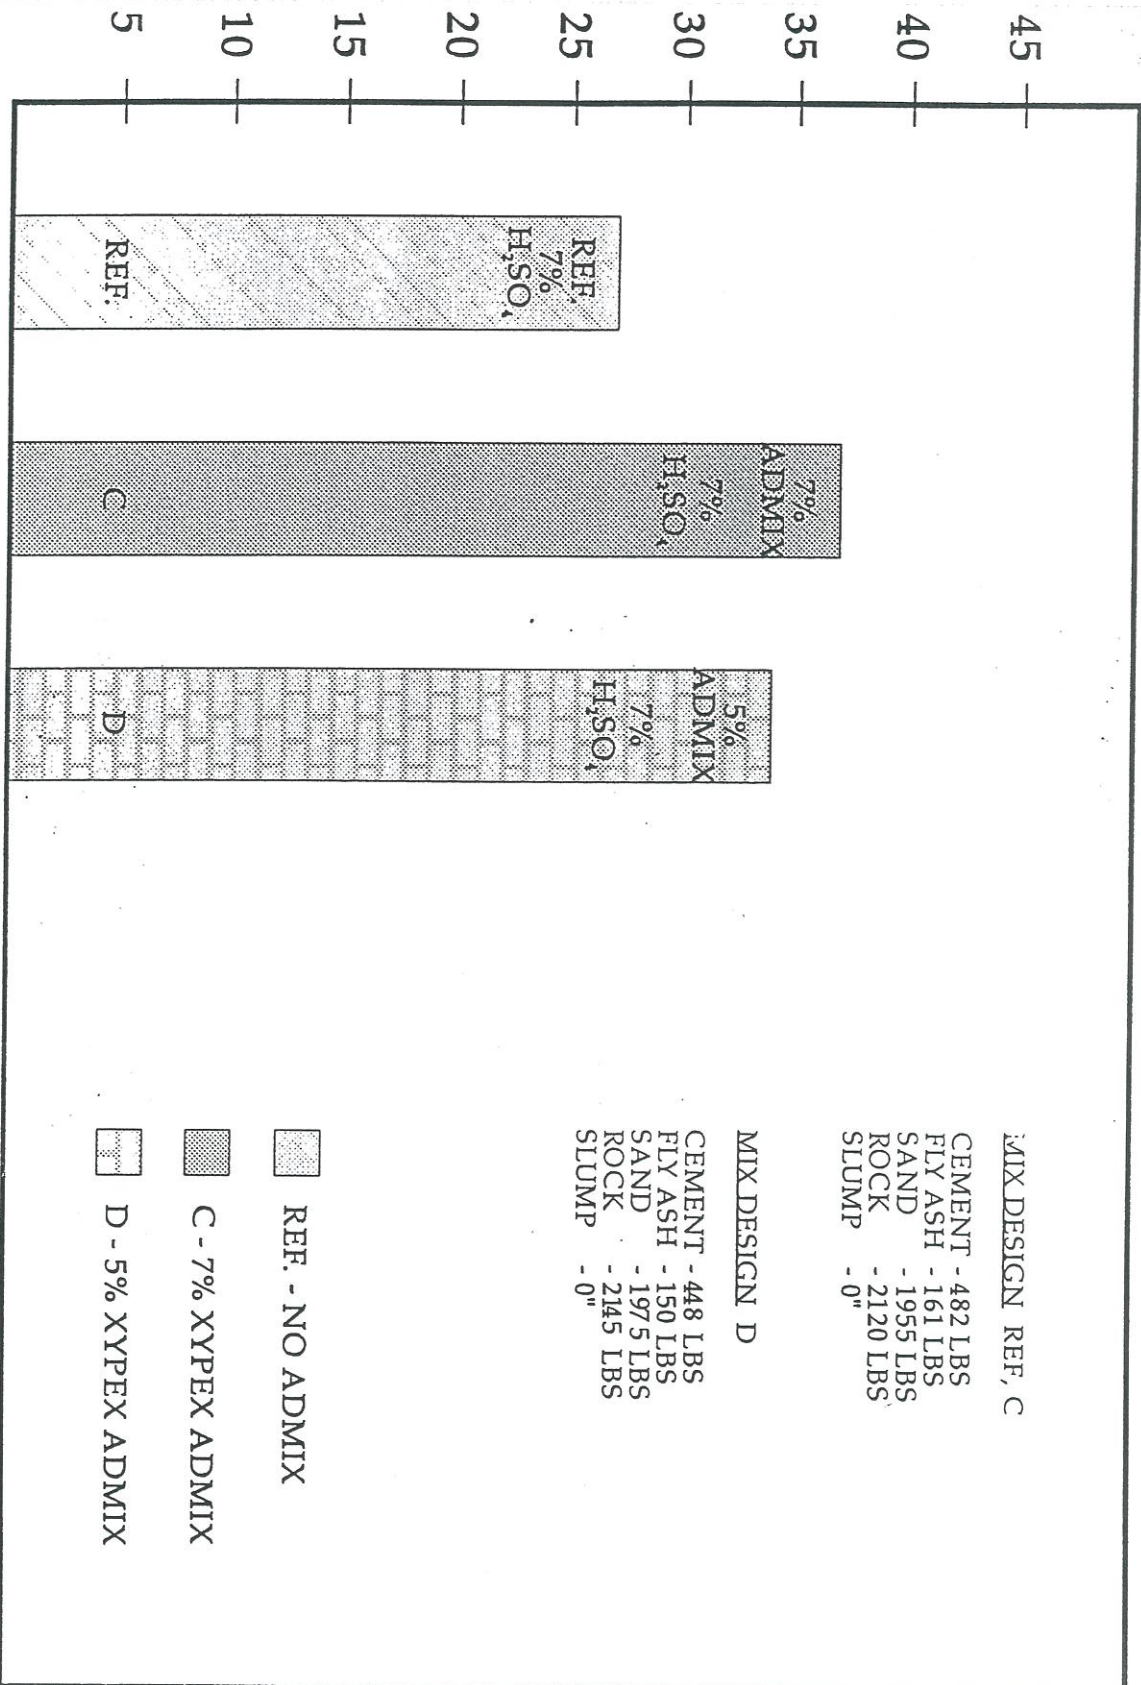 45
40
35
30
25
20
15
10
5
REF.
7%
H₂SO₄
REF.
7%
ADMIX
7%
H₂SO₄
C
5%
ADMIX
7%
H₂SO₄
D
MIX DESIGN REF, C
CEMENT - 482 LBS
FLY ASH - 161 LBS
SAND - 1955 LBS
ROCK - 2120 LBS
SLUMP - 0"
MIX DESIGN D
CEMENT - 448 LBS
FLY ASH - 150 LBS
SAND - 1975 LBS
ROCK - 2145 LBS
SLUMP - 0"
REF. - NO ADMIX
C - 7% XYPEX ADMIX
D - 5% XYPEX ADMIX